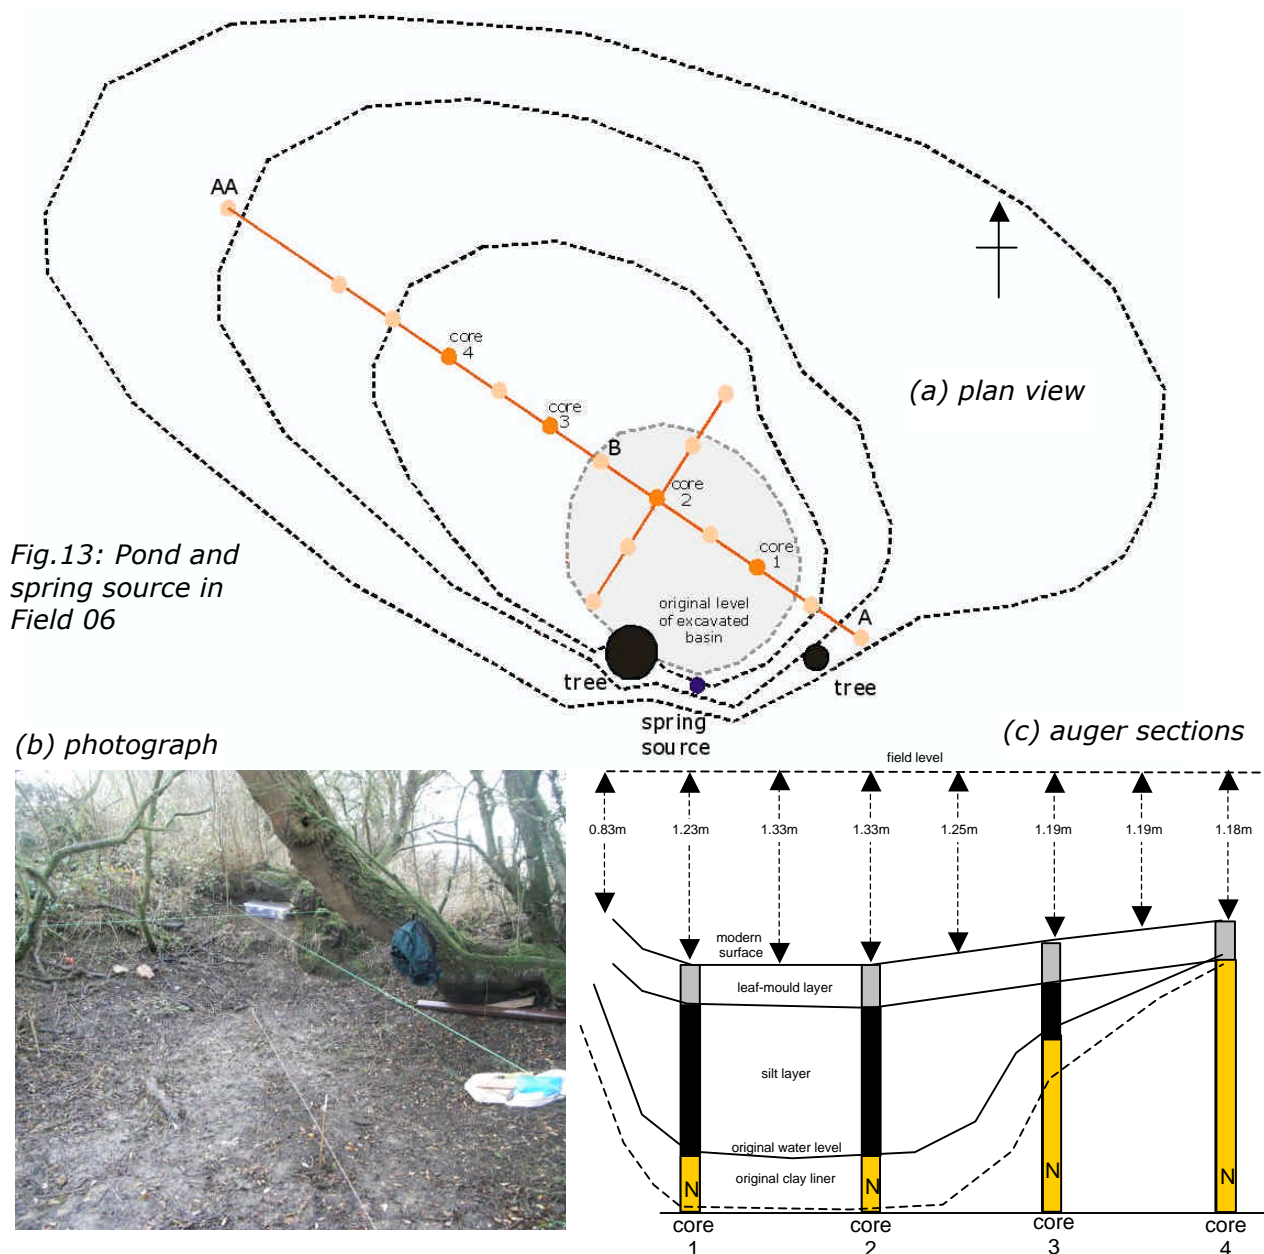 AA
core
4
(a) plan view
core
3
B
core
2
Fig.13: Pond and
spring source in
Field 06
core
1
original level
of excavated
basin
A
tree
tree
spring
source
(b) photograph
(c) auger sections
field level
0.83m 1.23m 1.33m 1.33m 1.25m 1.19m 1.19m 1.18m
modern
surface
leaf-mould layer
silt layer
original water level
original clay liner
N N N N
core
1
core
2
core
3
core
4